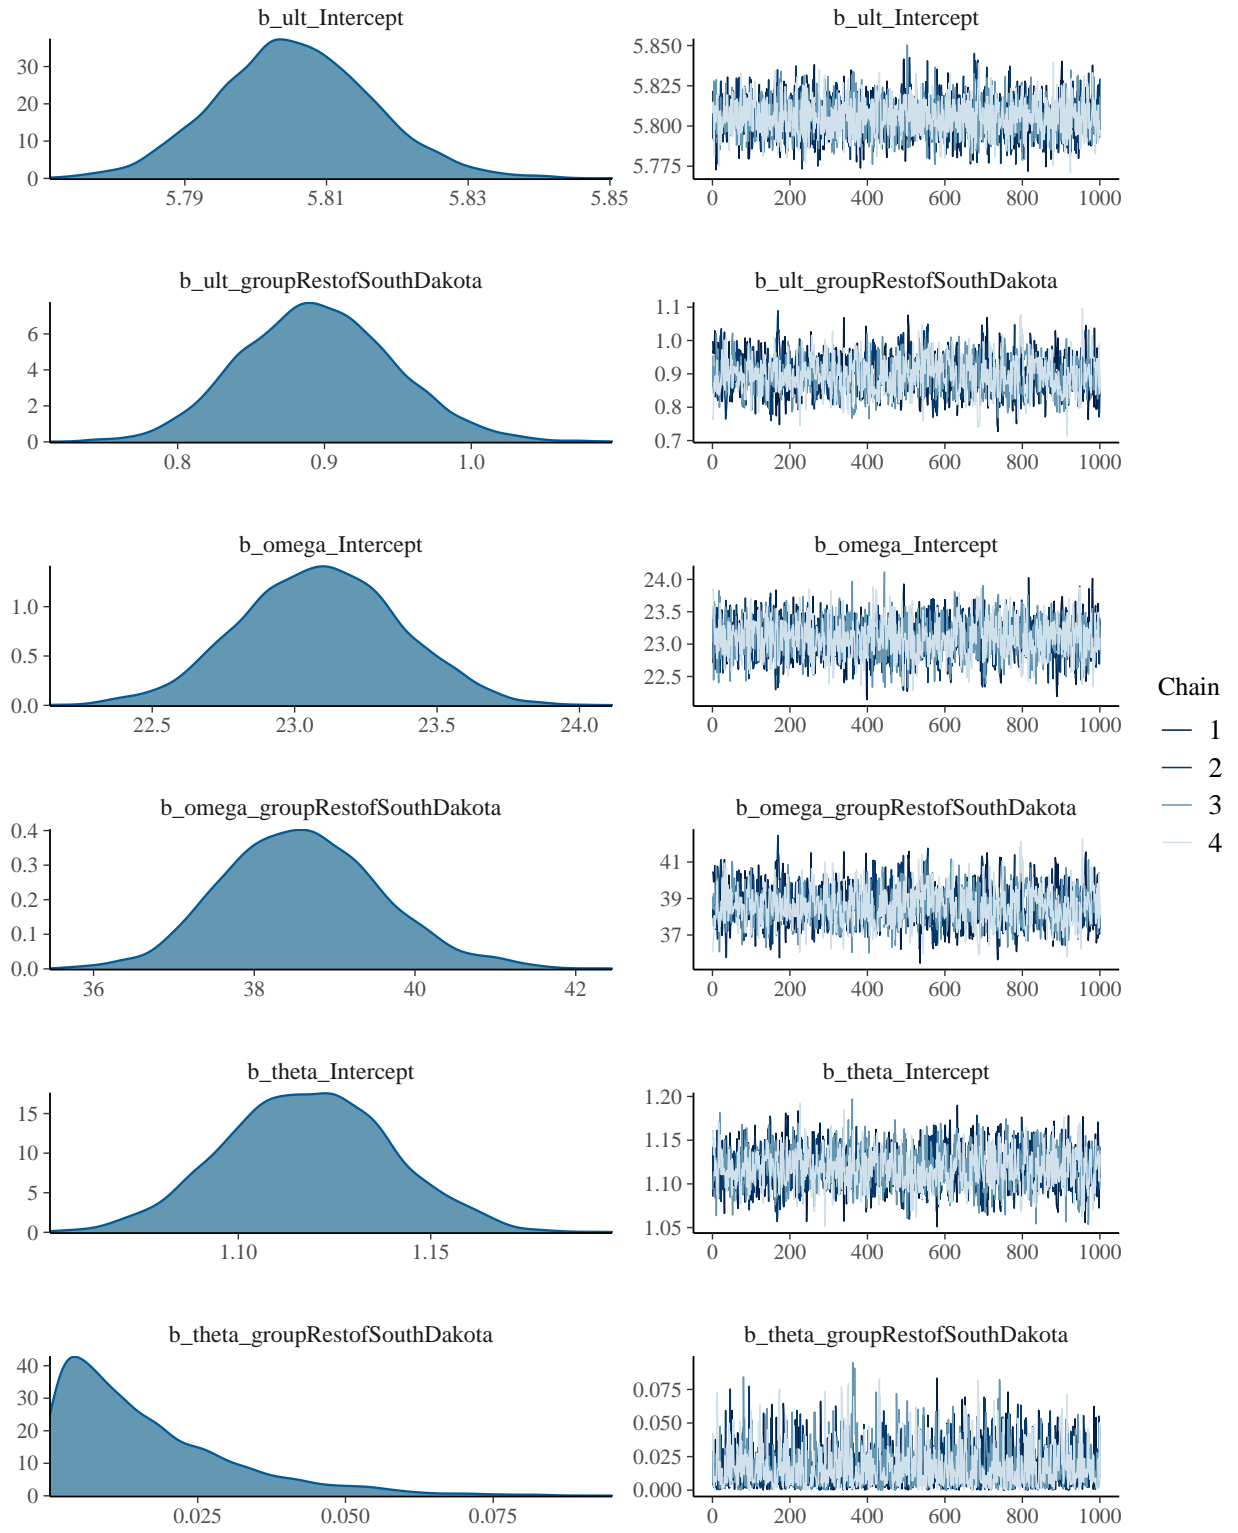 b_ult_Intercept
30
20
10
0
5.79 5.81 5.83 5.85
b_ult_Intercept
5.850
5.825
5.800
5.775
0 200 400 600 800 1000
b_ult_groupRestofSouthDakota
6
4
2
0
0.8 0.9 1.0
b_ult_groupRestofSouthDakota
1.1
1.0
0.9
0.8
0.7
0 200 400 600 800 1000
b_omega_Intercept
1.0
0.5
0.0
22.5 23.0 23.5 24.0
b_omega_Intercept
24.0
23.5
23.0
22.5
0 200 400 600 800 1000
b_omega_groupRestofSouthDakota
0.4
0.3
0.2
0.1
0.0
36 38 40 42
b_omega_groupRestofSouthDakota
41
39
37
0 200 400 600 800 1000
b_theta_Intercept
15
10
5
0
1.10 1.15
b_theta_Intercept
1.20
1.15
1.10
1.05
0 200 400 600 800 1000
b_theta_groupRestofSouthDakota
40
30
20
10
0
0.025 0.050 0.075
b_theta_groupRestofSouthDakota
0.075
0.050
0.025
0.000
0 200 400 600 800 1000
Chain
1
2
3
4